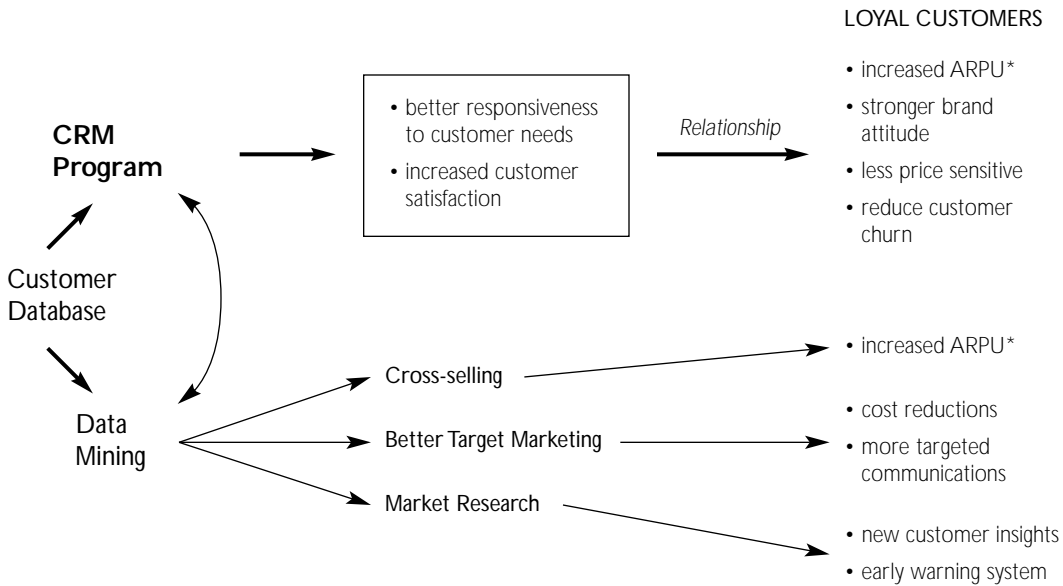 LOYAL CUSTOMERS
• increased ARPU*
• stronger brand
attitude
• less price sensitive
• reduce customer
churn
CRM
Program
• better responsiveness
to customer needs
• increased customer
satisfaction
Relationship
Customer
Database
Data
Mining
Cross-selling
• increased ARPU*
Better Target Marketing
• cost reductions
• more targeted
communications
Market Research
• new customer insights
• early warning system